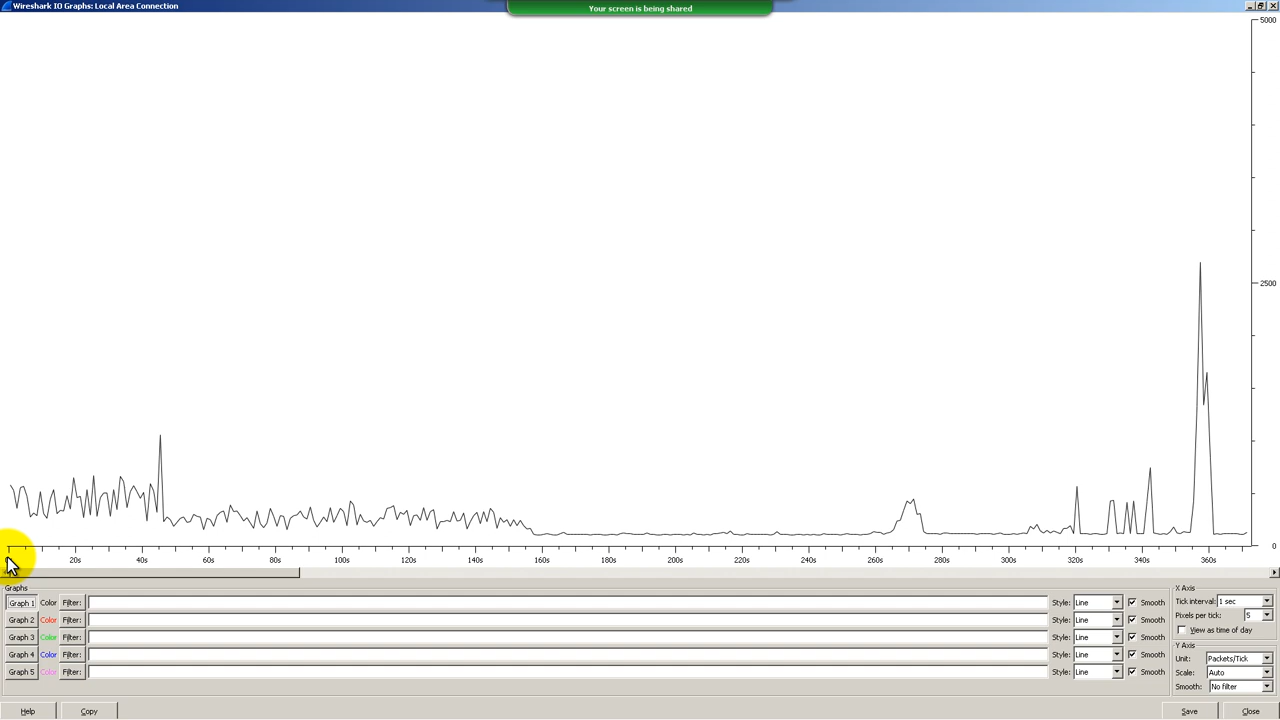 Wireshark IO Graphs: Local Area Connection
Your screen is being shared
5000
2500
0
20s 40s 60s 80s 100s 120s 140s 160s 180s 200s 220s 240s 260s 280s 300s 320s 340s 360s
Graphs
Graph 1 Color Filter: Style: Line Smooth
Graph 2 Color Filter: Style: Line Smooth
Graph 3 Color Filter: Style: Line Smooth
Graph 4 Color Filter: Style: Line Smooth
Graph 5 Color Filter: Style: Line Smooth
X Axis
Tick interval: 1 sec
Pixels per tick: 5
View as time of day
Y Axis
Unit: Packets/Tick
Scale: Auto
Smooth: No filter
Help Copy Save Close